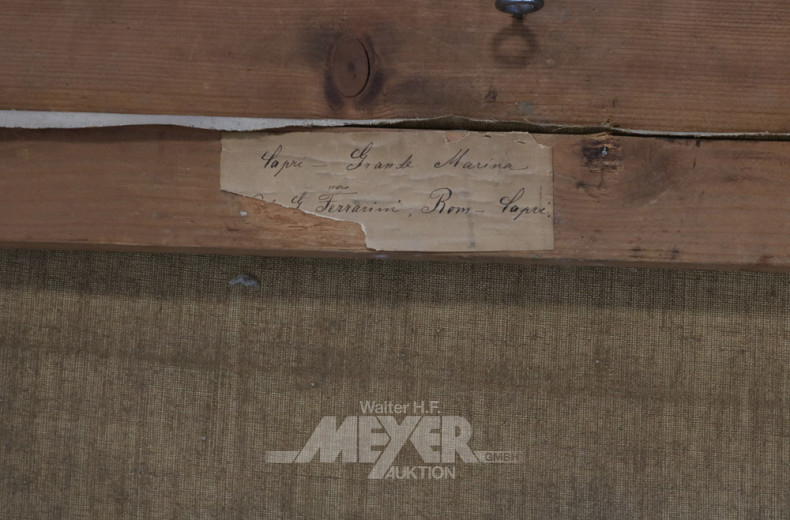 Capri — Grande Marina
von
G Ferrarini, Rom — Capri.
Walter H.F.
MEYER
GMBH
AUKTION